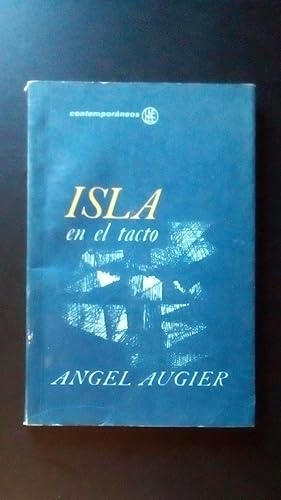 contemporáneos
ISLA
en el tacto
ANGEL AUGIER